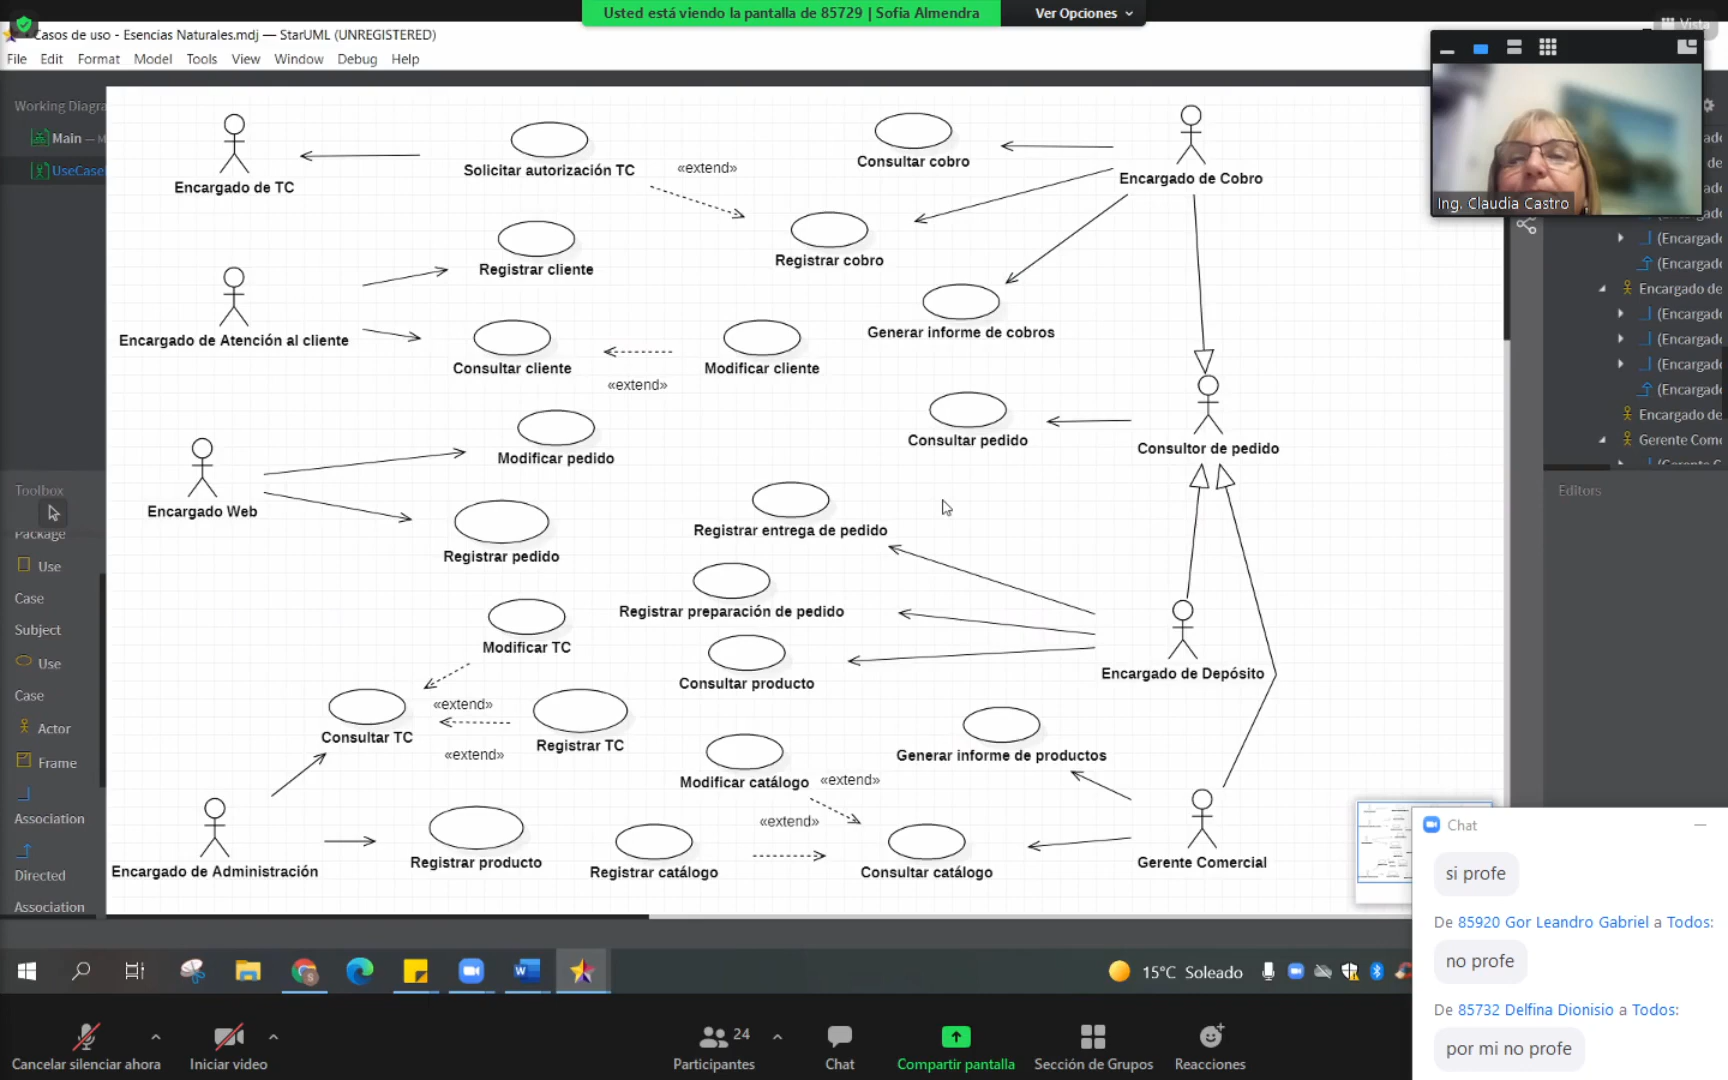 Usted está viendo la pantalla de 85729 | Sofia Almendra
Ver Opciones
Vista
Casos de uso - Esencias Naturales.mdj — StarUML (UNREGISTERED)
File Edit Format Model Tools View Window Debug Help
Working Diagra
Main — M
UseCase
Ing. Claudia Castro
Encargado de TC
Solicitar autorización TC
«extend»
Consultar cobro
Encargado de Cobro
Registrar cliente
Registrar cobro
Encargado de Atención al cliente
Generar informe de cobros
Consultar cliente
Modificar cliente
«extend»
Modificar pedido
Consultar pedido
Consultor de pedido
Encargado Web
Registrar entrega de pedido
Registrar pedido
Registrar preparación de pedido
Modificar TC
Consultar producto
Encargado de Depósito
«extend»
Consultar TC
Registrar TC
«extend»
Generar informe de productos
Modificar catálogo
«extend»
«extend»
Encargado de Administración
Registrar producto
Registrar catálogo
Consultar catálogo
Gerente Comercial
Toolbox
Package
Use
Case
Subject
Use
Case
Actor
Frame
Association
Directed
Association
(Encargado
(Encargado
Encargado de
(Encargado
(Encargado
(Encargado
(Encargado
Encargado de
Gerente Come
Editors
Chat
si profe
De 85920 Gor Leandro Gabriel a Todos:
no profe
De 85732 Delfina Dionisio a Todos:
por mi no profe
15°C Soleado
Cancelar silenciar ahora
Iniciar video
24
Participantes
Chat
Compartir pantalla
Sección de Grupos
Reacciones